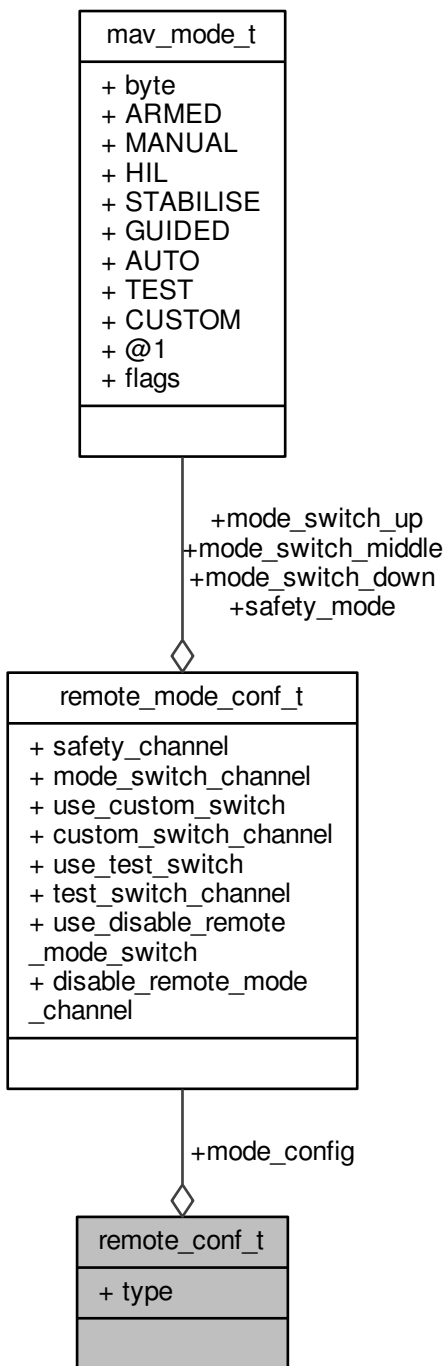 mav_mode_t
+ byte
+ ARMED
+ MANUAL
+ HIL
+ STABILISE
+ GUIDED
+ AUTO
+ TEST
+ CUSTOM
+ @1
+ flags
+mode_switch_up
+mode_switch_middle
+mode_switch_down
+safety_mode
remote_mode_conf_t
+ safety_channel
+ mode_switch_channel
+ use_custom_switch
+ custom_switch_channel
+ use_test_switch
+ test_switch_channel
+ use_disable_remote
_mode_switch
+ disable_remote_mode
_channel
+mode_config
remote_conf_t
+ type